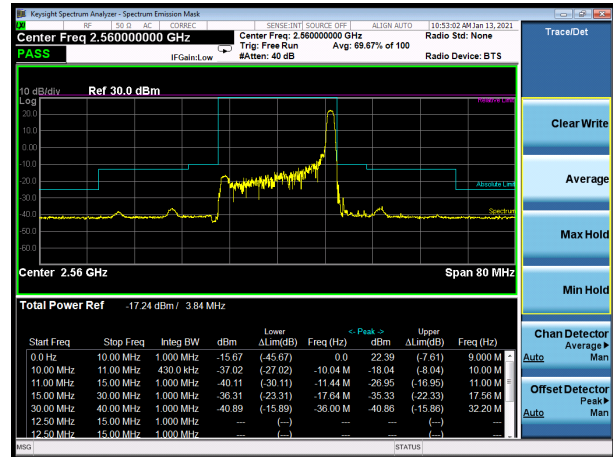 Keysight Spectrum Analyzer - Spectrum Emission Mask
RF 50 Ω AC CORREC SENSE:INT SOURCE OFF ALIGN AUTO 10:53:02 AM Jan 13, 2021
Center Freq 2.560000000 GHz
Center Freq: 2.560000000 GHz
Radio Std: None
Trig: Free Run Avg: 69.67% of 100
PASS
IFGain:Low
#Atten: 40 dB
Radio Device: BTS
10 dB/div Ref 30.0 dBm
Log
Relative Limit
20.0
10.0
0.00
-10.0
-20.0
Absolute Limit
-30.0
-40.0
Spectrum
-50.0
-60.0
Center 2.56 GHz
Span 80 MHz
Total Power Ref -17.24 dBm / 3.84 MHz
Lower <- Peak -> Upper
Start Freq Stop Freq Integ BW dBm ΔLim(dB) Freq (Hz) dBm ΔLim(dB) Freq (Hz)
0.0 Hz 10.00 MHz 1.000 MHz -15.67 (-45.67) 0.0 22.39 (-7.61) 9.000 M
10.00 MHz 11.00 MHz 430.0 kHz -37.02 (-27.02) -10.04 M -18.04 (-8.04) 10.00 M
11.00 MHz 15.00 MHz 1.000 MHz -40.11 (-30.11) -11.44 M -26.95 (-16.95) 11.00 M
15.00 MHz 30.00 MHz 1.000 MHz -36.31 (-23.31) -17.64 M -35.33 (-22.33) 17.56 M
30.00 MHz 40.00 MHz 1.000 MHz -40.89 (-15.89) -36.00 M -40.86 (-15.86) 32.20 M
12.50 MHz 15.00 MHz 1.000 MHz --- (---) --- --- (---) ---
12.50 MHz 15.00 MHz 1.000 MHz --- (---) --- --- (---) ---
MSG
STATUS
Trace/Det
Clear Write
Average
Max Hold
Min Hold
Chan Detector
Average
Auto Man
Offset Detector
Peak
Auto Man